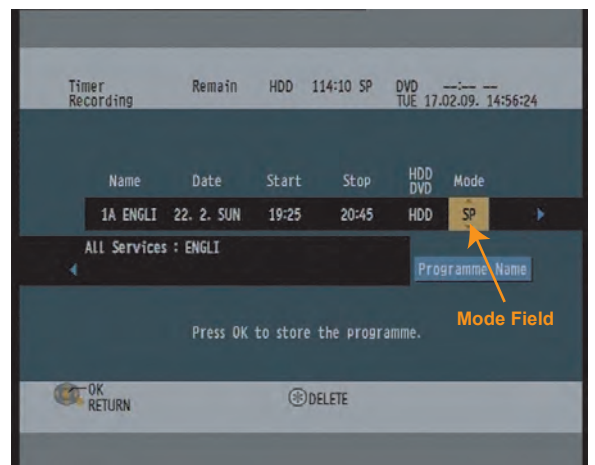 Timer Recording Remain HDD 114:10 SP DVD --:-- --
TUE 17.02.09. 14:56:24
Name Date Start Stop HDD DVD Mode
1A ENGLI 22. 2. SUN 19:25 20:45 HDD SP
All Services : ENGLI
Programme Name
Mode Field
Press OK to store the programme.
OK
RETURN
DELETE